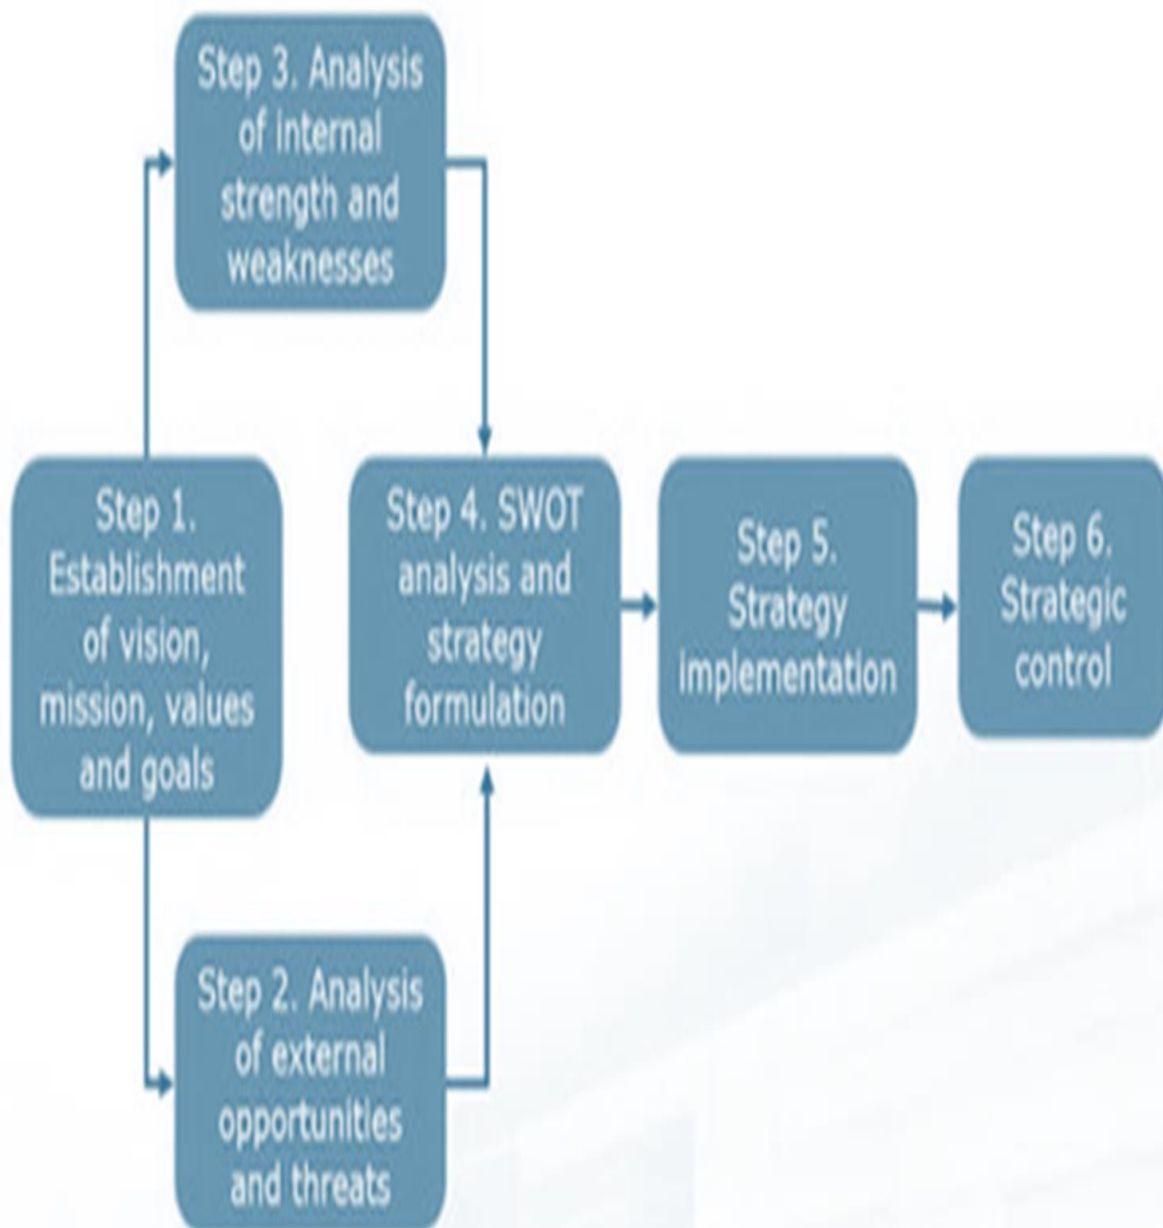 Step 3. Analysis
of internal
strength and
weaknesses
Step 1.
Establishment
of vision,
mission, values
and goals
Step 4. SWOT
analysis and
strategy
formulation
Step 5.
Strategy
implementation
Step 6.
Strategic
control
Step 2. Analysis
of external
opportunities
and threats